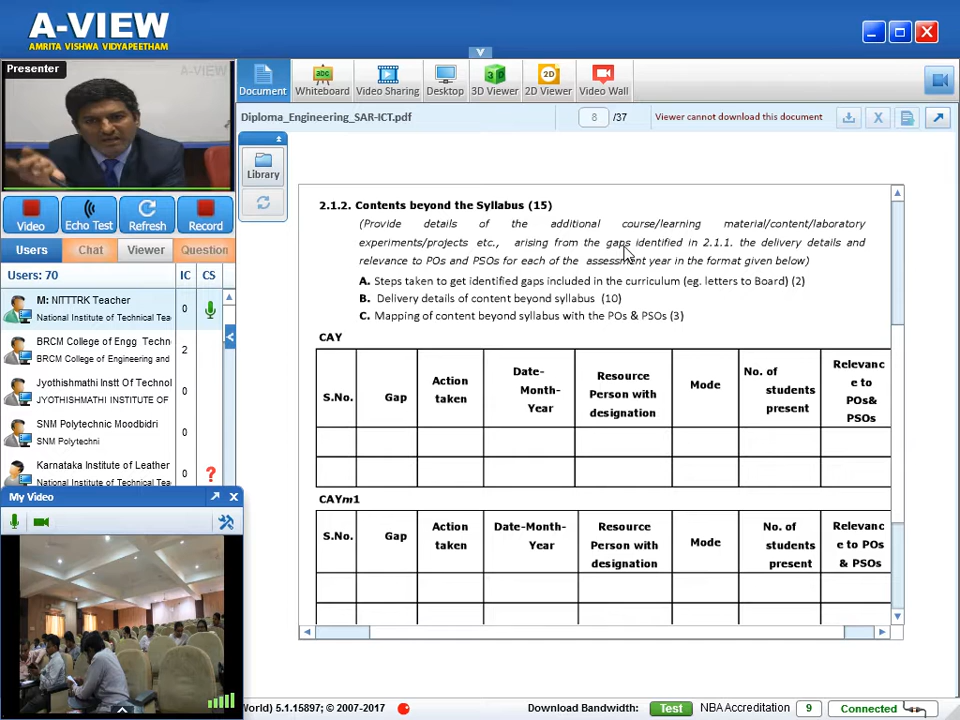 A-VIEW
AMRITA VISHWA VIDYAPEETHAM
Presenter
A-VIEW
Document
abc
Whiteboard
Video Sharing
Desktop
3D
3D Viewer
2D
2D Viewer
Video Wall
Diploma_Engineering_SAR-ICT.pdf
8 /37
Viewer cannot download this document
X
Library
Video
Echo Test
Refresh
Record
Users
Chat
Viewer
Question
Users: 70
IC
CS
M: NITTTRK Teacher
National Institute of Technical Tea
0
BRCM College of Engg Techn
BRCM College of Engineering and
2
Jyothishmathi Instt Of Technol
JYOTHISHMATHI INSTITUTE OF
0
SNM Polytechnic Moodbidri
SNM Polytechni
0
Karnataka Institute of Leather
National Institute of Technical Tea
0
?
My Video
2.1.2. Contents beyond the Syllabus (15)
(Provide details of the additional course/learning material/content/laboratory
experiments/projects etc., arising from the gaps identified in 2.1.1. the delivery details and
relevance to POs and PSOs for each of the assessment year in the format given below)
A. Steps taken to get identified gaps included in the curriculum (eg. letters to Board) (2)
B. Delivery details of content beyond syllabus (10)
C. Mapping of content beyond syllabus with the POs & PSOs (3)
CAY
S.No.
Gap
Action
taken
Date-
Month-
Year
Resource
Person with
designation
Mode
No. of
students
present
Relevanc
e to
POs&
PSOs
CAYm1
S.No.
Gap
Action
taken
Date-Month-
Year
Resource
Person with
designation
Mode
No. of
students
present
Relevanc
e to POs
& PSOs
World) 5.1.15897; © 2007-2017
Download Bandwidth:
Test
NBA Accreditation
9
Connected